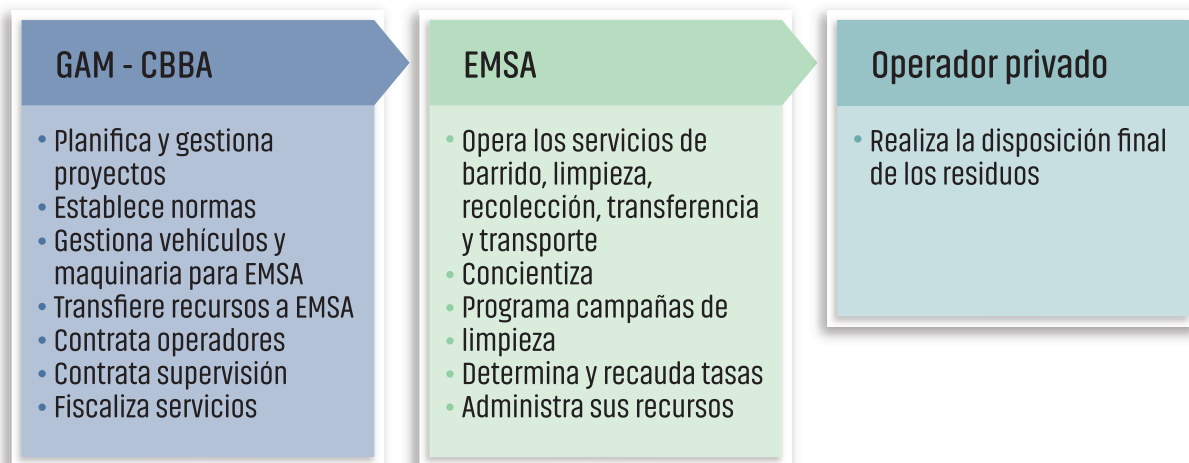 GAM - CBBA
• Planifica y gestiona
proyectos
• Establece normas
• Gestiona vehículos y
maquinaria para EMSA
• Transfiere recursos a EMSA
• Contrata operadores
• Contrata supervisión
• Fiscaliza servicios
EMSA
• Opera los servicios de
barrido, limpieza,
recolección, transferencia
y transporte
• Concientiza
• Programa campañas de
• limpieza
• Determina y recauda tasas
• Administra sus recursos
Operador privado
• Realiza la disposición final
de los residuos